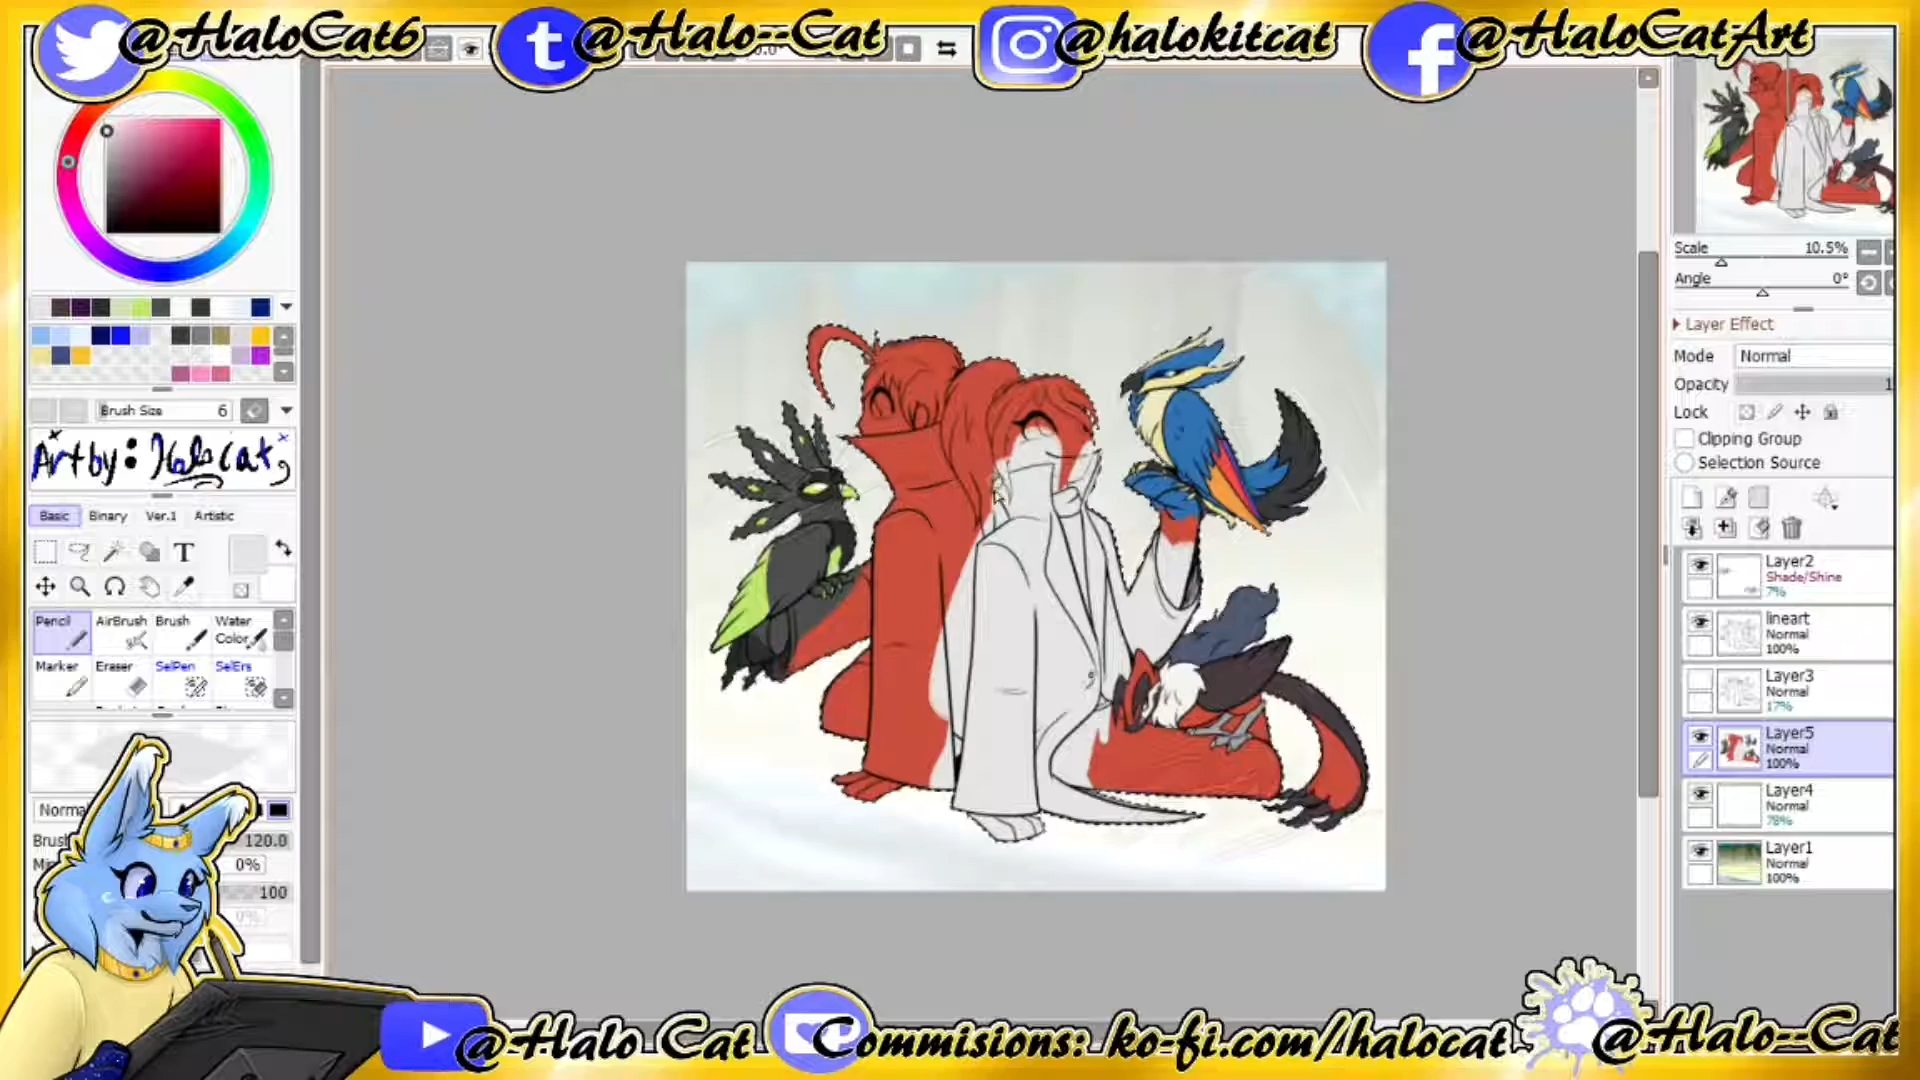 @HaloCat6 @Halo--Cat @halokitcat @HaloCatArt
Scale 10.5%
Angle 0°
Layer Effect
Mode Normal
Opacity
Lock
Clipping Group
Selection Source
Brush Size 6
Art by: Halo Cat
Basic Binary Ver.1 Artistic
T
Pencil AirBrush Brush Water Color
Marker Eraser SelPen SelErs
Layer2
Shade/Shine
7%
lineart
Normal
100%
Layer3
Normal
17%
Layer5
Normal
100%
Layer4
Normal
78%
Layer1
Normal
100%
Normal
120.0
0%
100
0%
@Halo Cat Commisions: ko-fi.com/halocat @Halo--Cat